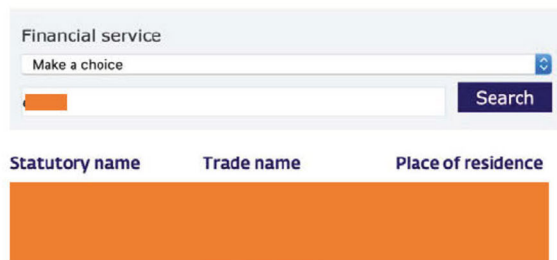 Financial service
Make a choice
Search
Statutory name Trade name Place of residence